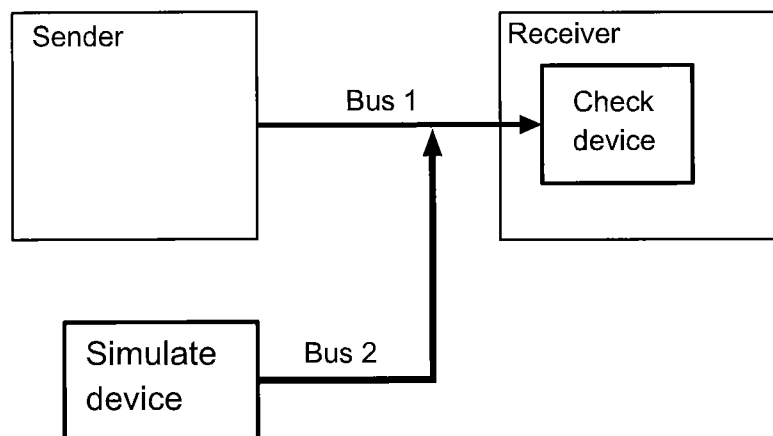 Sender
Receiver
Bus 1
Check
device
Simulate
device
Bus 2